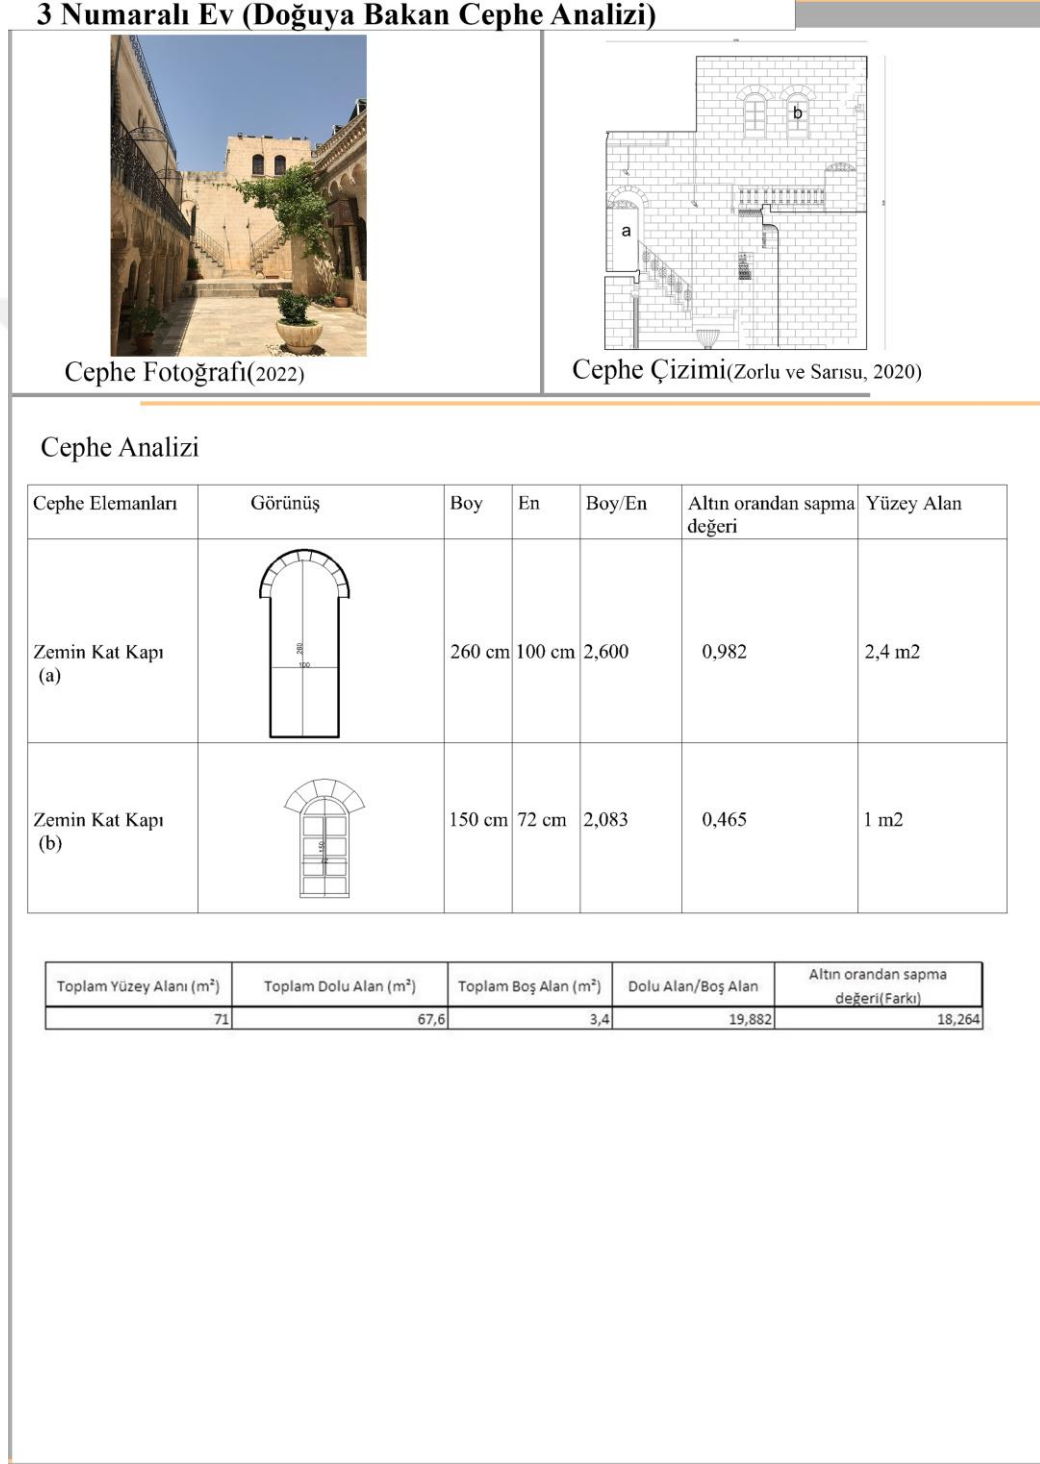 3 Numaralı Ev (Doğuya Bakan Cephe Analizi)
b
a
Cephe Fotoğrafı(2022)
Cephe Çizimi(Zorlu ve Sarısu, 2020)
Cephe Analizi
Cephe Elemanları Görünüş Boy En Boy/En Altın orandan sapma değeri Yüzey Alan
Zemin Kat Kapı (a) 260 cm 100 cm 2,600 0,982 2,4 m2
100
Zemin Kat Kapı (b) 150 cm 72 cm 2,083 0,465 1 m2
150
Toplam Yüzey Alanı (m²) Toplam Dolu Alan (m²) Toplam Boş Alan (m²) Dolu Alan/Boş Alan Altın orandan sapma değeri(Farkı)
71 67,6 3,4 19,882 18,264